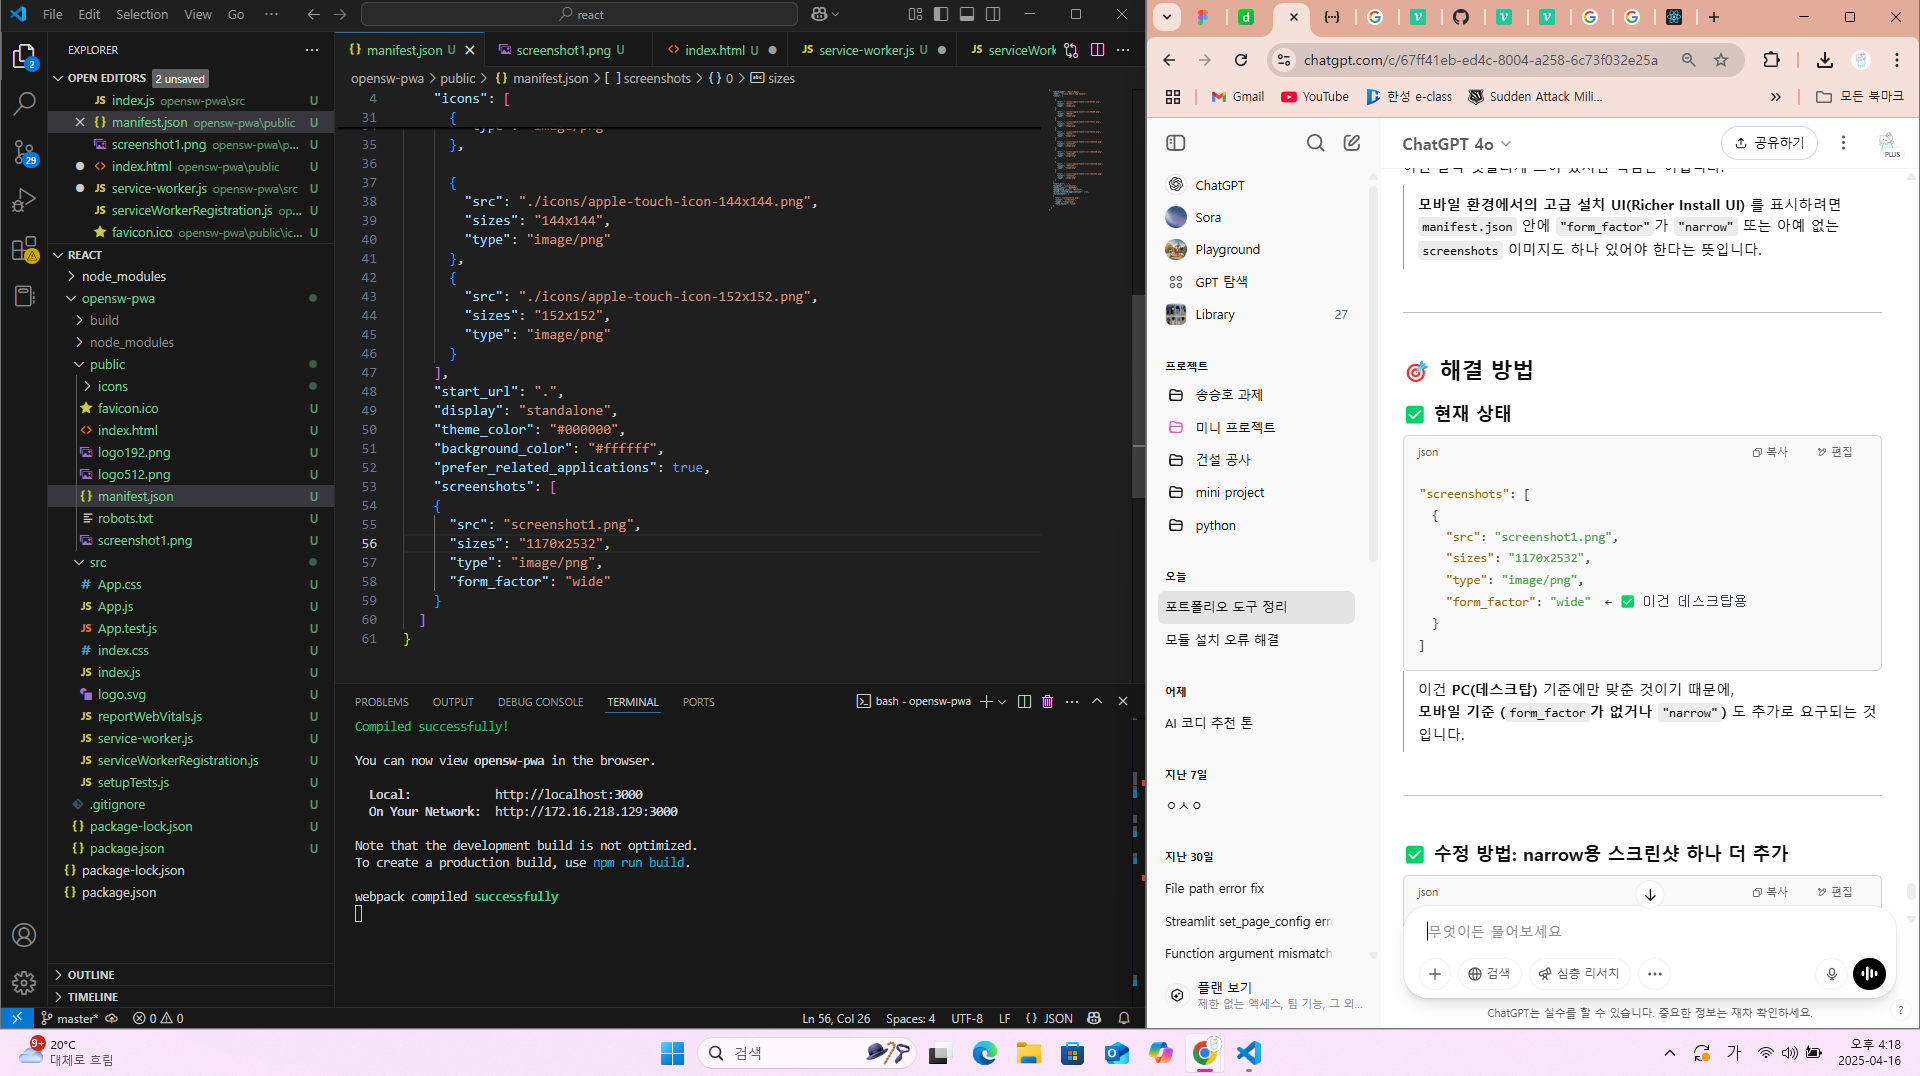 File Edit Selection View Go ···
react
EXPLORER
OPEN EDITORS 2 unsaved
JS index.js opensw-pwa\src U
{} manifest.json opensw-pwa\public U
screenshot1.png opensw-pwa\p... U
<> index.html opensw-pwa\public U
JS service-worker.js opensw-pwa\src U
JS serviceWorkerRegistration.js op... U
favicon.ico opensw-pwa\public\ic... U
REACT
node_modules
opensw-pwa
build
node_modules
public
icons
favicon.ico U
<> index.html U
logo192.png U
logo512.png U
{} manifest.json U
robots.txt U
screenshot1.png U
src
# App.css U
JS App.js U
JS App.test.js U
# index.css U
JS index.js U
logo.svg U
JS reportWebVitals.js U
JS service-worker.js U
JS serviceWorkerRegistration.js U
JS setupTests.js U
.gitignore U
{} package-lock.json U
{} package.json U
{} package-lock.json
{} package.json
OUTLINE
TIMELINE
2
29
{} manifest.json U
screenshot1.png U
<> index.html U
JS service-worker.js U
JS serviceWork
opensw-pwa > public > {} manifest.json > [ ] screenshots > {} 0 > abc sizes
4 "icons": [
31 {
35 },
36
37 {
38 "src": "./icons/apple-touch-icon-144x144.png",
39 "sizes": "144x144",
40 "type": "image/png"
41 },
42 {
43 "src": "./icons/apple-touch-icon-152x152.png",
44 "sizes": "152x152",
45 "type": "image/png"
46 }
47 ],
48 "start_url": ".",
49 "display": "standalone",
50 "theme_color": "#000000",
51 "background_color": "#ffffff",
52 "prefer_related_applications": true,
53 "screenshots": [
54 {
55 "src": "screenshot1.png",
56 "sizes": "1170x2532",
57 "type": "image/png",
58 "form_factor": "wide"
59 }
60 ]
61 }
PROBLEMS OUTPUT DEBUG CONSOLE TERMINAL PORTS
bash - opensw-pwa
Compiled successfully!
You can now view opensw-pwa in the browser.
Local: http://localhost:3000
On Your Network: http://172.16.218.129:3000
Note that the development build is not optimized.
To create a production build, use npm run build.
webpack compiled successfully
master* 0 0
Ln 56, Col 26 Spaces: 4 UTF-8 LF {} JSON
chatgpt.com/c/67ff41eb-ed4c-8004-a258-6c73f032e25a
Gmail YouTube 한성 e-class Sudden Attack Mili... » 모든 북마크
ChatGPT
Sora
Playground
GPT 탐색
Library 27
프로젝트
송승호 과제
미니 프로젝트
건설 공사
mini project
python
오늘
포트폴리오 도구 정리
모듈 설치 오류 해결
어제
AI 코디 추천 톤
지난 7일
ㅇㅅㅇ
지난 30일
File path error fix
Streamlit set_page_config erro
Function argument mismatch
플랜 보기
제한 없는 액세스, 팀 기능, 그 외...
ChatGPT 4o
공유하기
PLUS
모바일 환경에서의 고급 설치 UI(Richer Install UI) 를 표시하려면
manifest.json 안에 "form_factor"가 "narrow" 또는 아예 없는
screenshots 이미지도 하나 있어야 한다는 뜻입니다.
🎯 해결 방법
✅ 현재 상태
json 복사 편집
"screenshots": [
{
"src": "screenshot1.png",
"sizes": "1170x2532",
"type": "image/png",
"form_factor": "wide" ← ✅ 이건 데스크탑용
}
]
이건 PC(데스크탑) 기준에만 맞춘 것이기 때문에,
모바일 기준 (form_factor가 없거나 "narrow") 도 추가로 요구되는 것
입니다.
✅ 수정 방법: narrow용 스크린샷 하나 더 추가
json 복사 편집
무엇이든 물어보세요
검색 심층 리서치
ChatGPT는 실수를 할 수 있습니다. 중요한 정보는 재차 확인하세요.
?
9+
20°C
대체로 흐림
검색
가
오후 4:18
2025-04-16